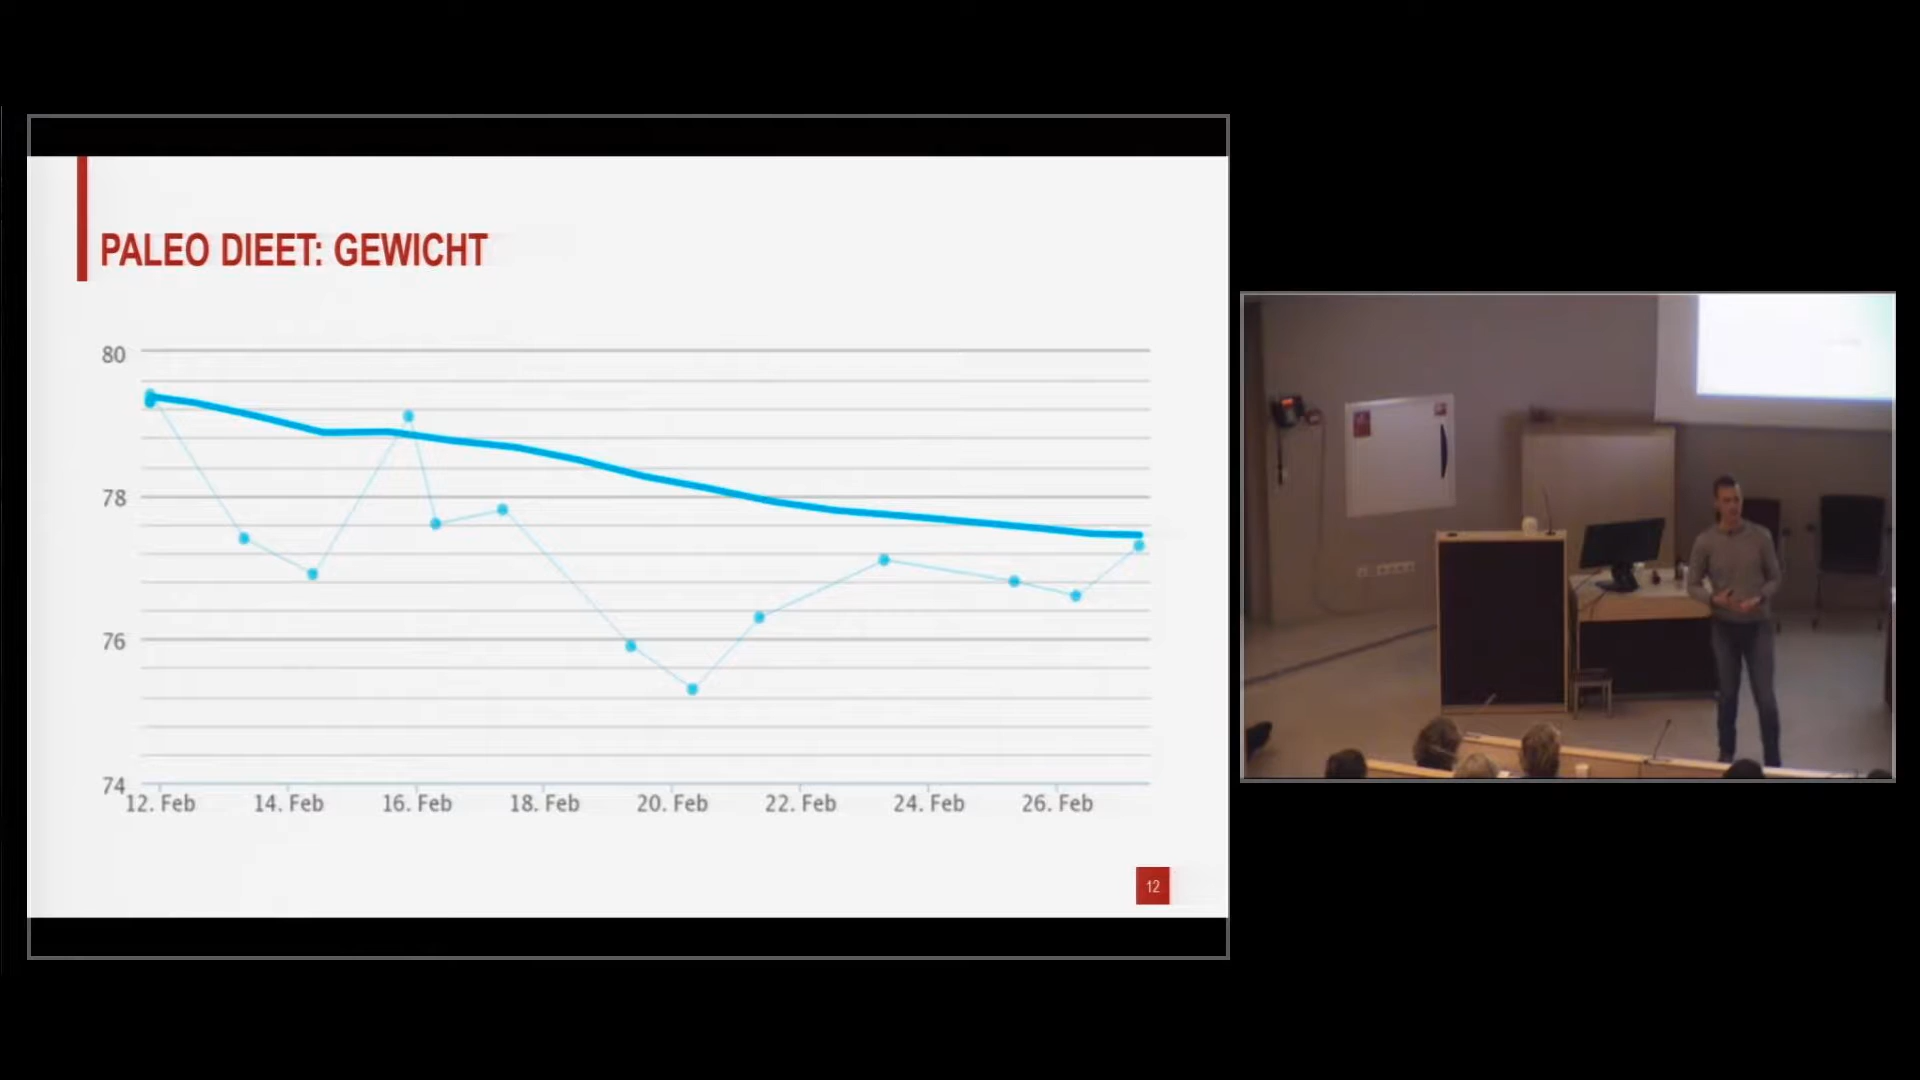 PALEO DIEET: GEWICHT
80
78
76
74
12. Feb 14. Feb 16. Feb 18. Feb 20. Feb 22. Feb 24. Feb 26. Feb
12